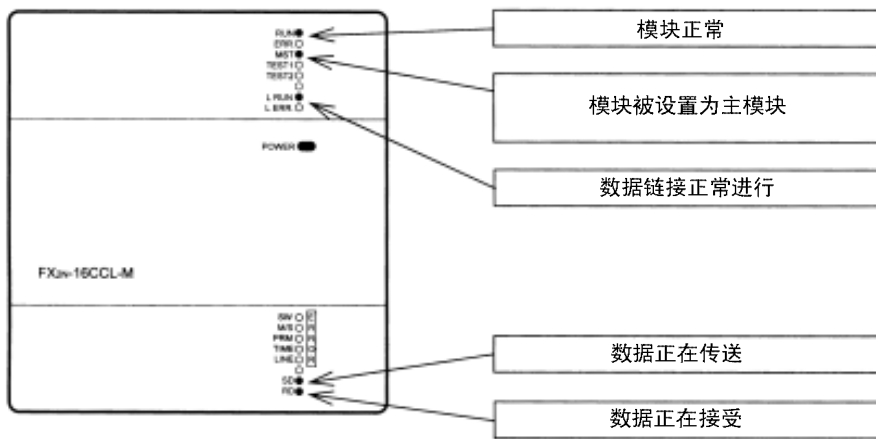 RUN
ERR.
MST
TEST1
TEST2
L RUN
L ERR.
POWER
FX2N-16CCL-M
SW
M/S
PRM
TIME
LINE
E
R
R
O
R
SD
RD
模块正常
模块被设置为主模块
数据链接正常进行
数据正在传送
数据正在接受